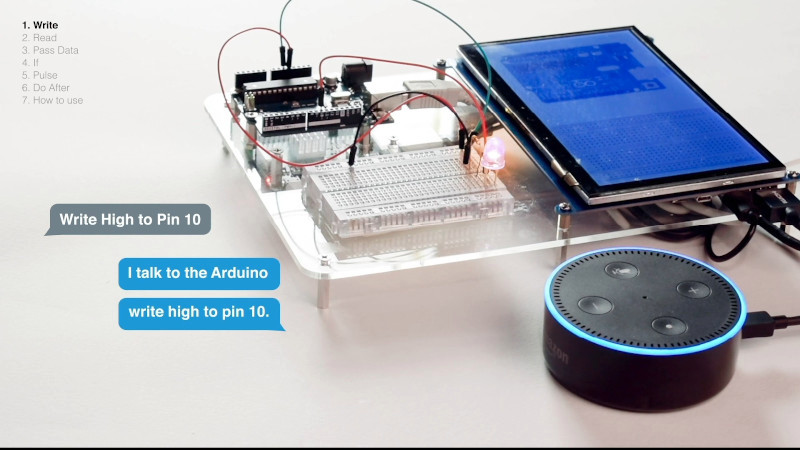 1. Write
2. Read
3. Pass Data
4. If
5. Pulse
6. Do After
7. How to use
Write High to Pin 10
I talk to the Arduino
write high to pin 10.